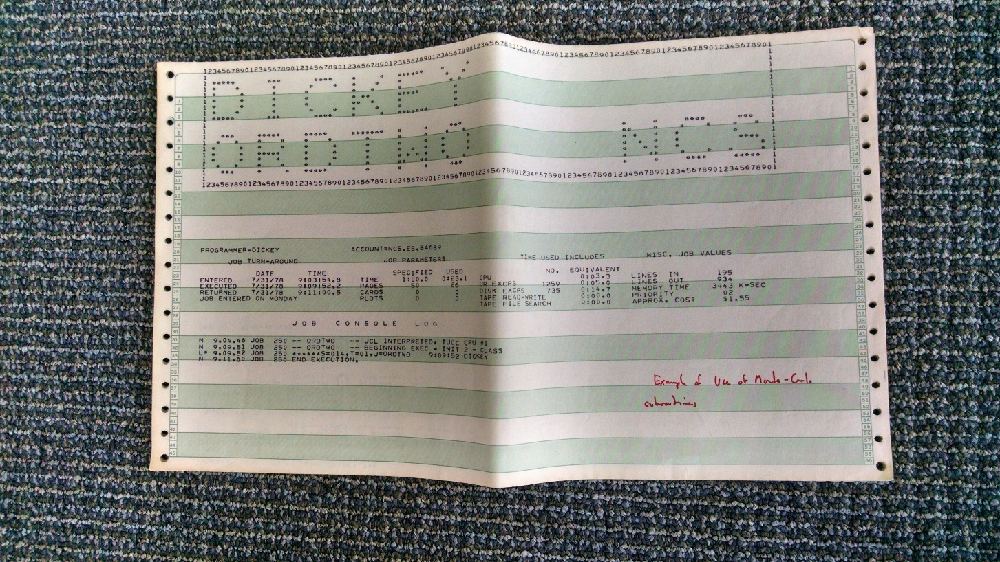 1234567890123456789012345678901234567890123456789012345678901234567890123456789012345678901234567890123456789012345678901
DICKEY
ORDTWO NCS
1234567890123456789012345678901234567890123456789012345678901234567890123456789012345678901234567890123456789012345678901
PROGRAMMER=DICKEY ACCOUNT=NCS.ES.B4689
JOB TURN-AROUND JOB PARAMETERS TIME USED INCLUDES MISC. JOB VALUES
DATE TIME SPECIFIED USED NO. EQUIVALENT
ENTERED 7/31/78 9:03:54.8 TIME 1:00.0 0:23.1 CPU 0:03.3 LINES IN 195
EXECUTED 7/31/78 9:09:52.2 PAGES 50 26 UR EXCPS 1259 0:05.0 LINES OUT 934
RETURNED 7/31/78 9:11:00.5 CARDS 0 0 DISK EXCPS 735 0:14.7 MEMORY TIME 3443 K-SEC
JOB ENTERED ON MONDAY PLOTS 0 0 TAPE READ-WRITE 0:00.0 PRIORITY 02
TAPE FILE SEARCH 0:00.0 APPROX. COST $1.55
JOB CONSOLE LOG
N 9.04.46 JOB 250 -- ORDTWO -- JCL INTERPRETED. TUCC CPU #1
N 9.09.51 JOB 250 -- ORDTWO -- BEGINNING EXEC - INIT 2 - CLASS
L* 9.09.52 JOB 250 ++++++S=014.T=01.J=ORDTWO 9:09:52 DICKEY
N 9.11.00 JOB 250 END EXECUTION.
Example of Use of Monte-Carlo
subroutines